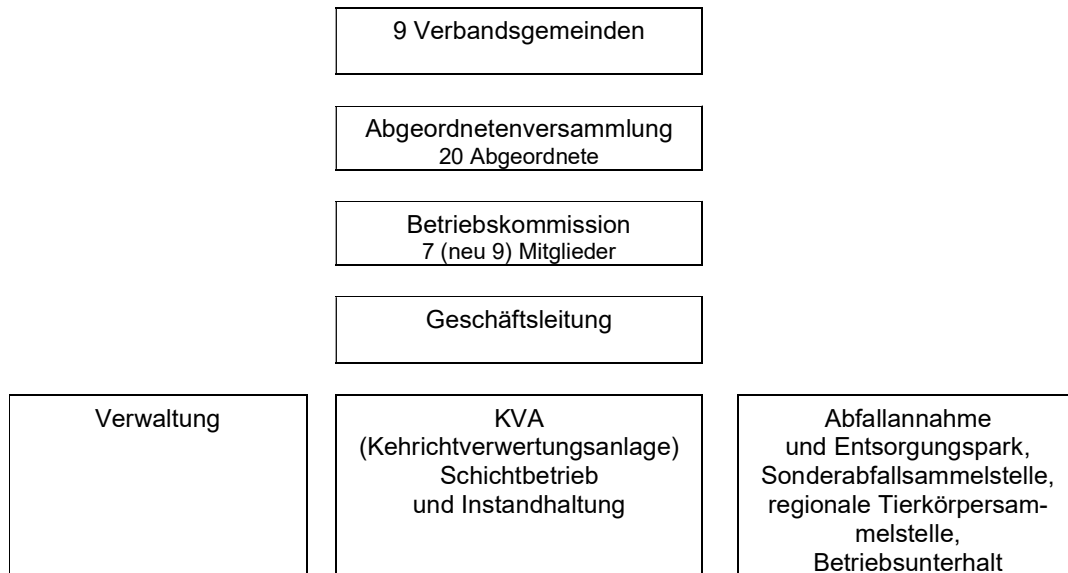 9 Verbandsgemeinden
Abgeordnetenversammlung
20 Abgeordnete
Betriebskommission
7 (neu 9) Mitglieder
Geschäftsleitung
Verwaltung
KVA
(Kehrichtverwertungsanlage)
Schichtbetrieb
und Instandhaltung
Abfallannahme
und Entsorgungspark,
Sonderabfallsammelstelle,
regionale Tierkörpersam-
melstelle,
Betriebsunterhalt